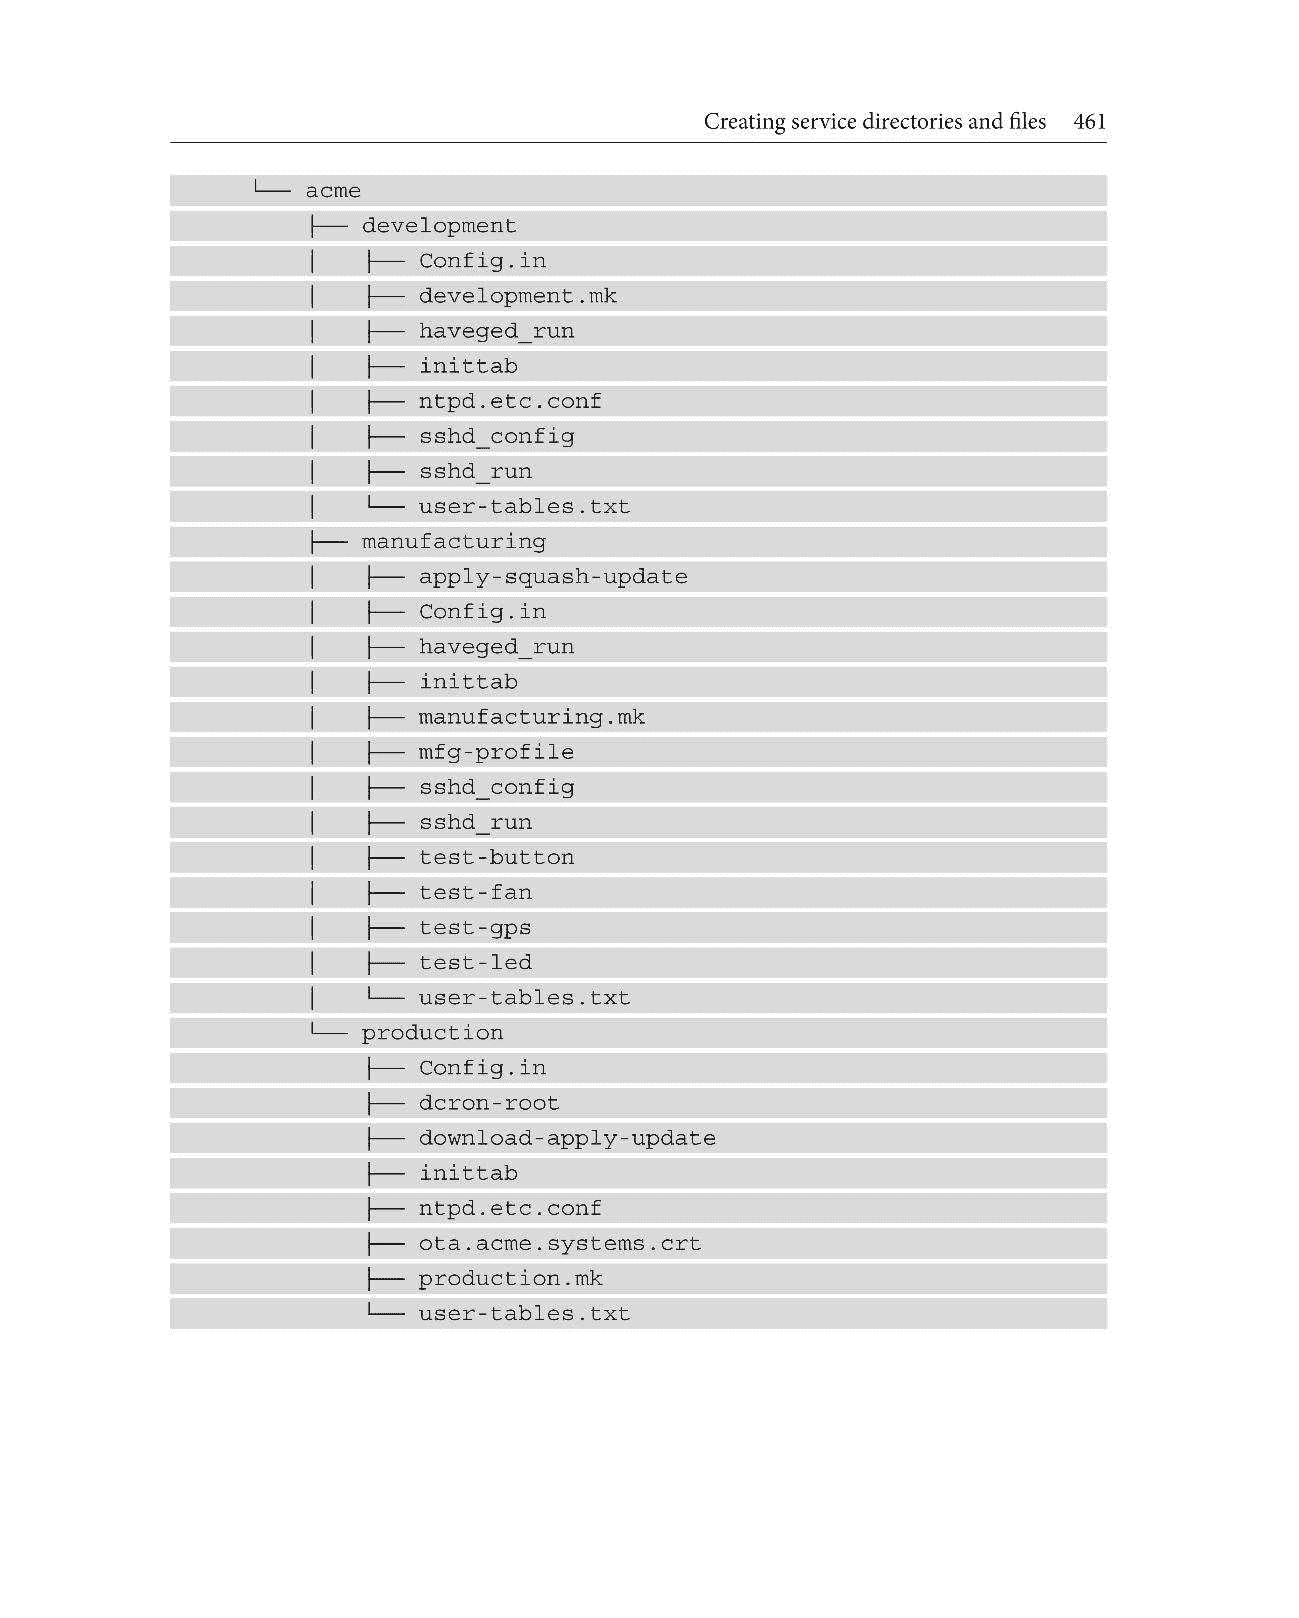 Creating service directories and files 461
└── acme
    ├── development
    │   ├── Config.in
    │   ├── development.mk
    │   ├── haveged_run
    │   ├── inittab
    │   ├── ntpd.etc.conf
    │   ├── sshd_config
    │   ├── sshd_run
    │   └── user-tables.txt
    ├── manufacturing
    │   ├── apply-squash-update
    │   ├── Config.in
    │   ├── haveged_run
    │   ├── inittab
    │   ├── manufacturing.mk
    │   ├── mfg-profile
    │   ├── sshd_config
    │   ├── sshd_run
    │   ├── test-button
    │   ├── test-fan
    │   ├── test-gps
    │   ├── test-led
    │   └── user-tables.txt
    └── production
        ├── Config.in
        ├── dcron-root
        ├── download-apply-update
        ├── inittab
        ├── ntpd.etc.conf
        ├── ota.acme.systems.crt
        ├── production.mk
        └── user-tables.txt